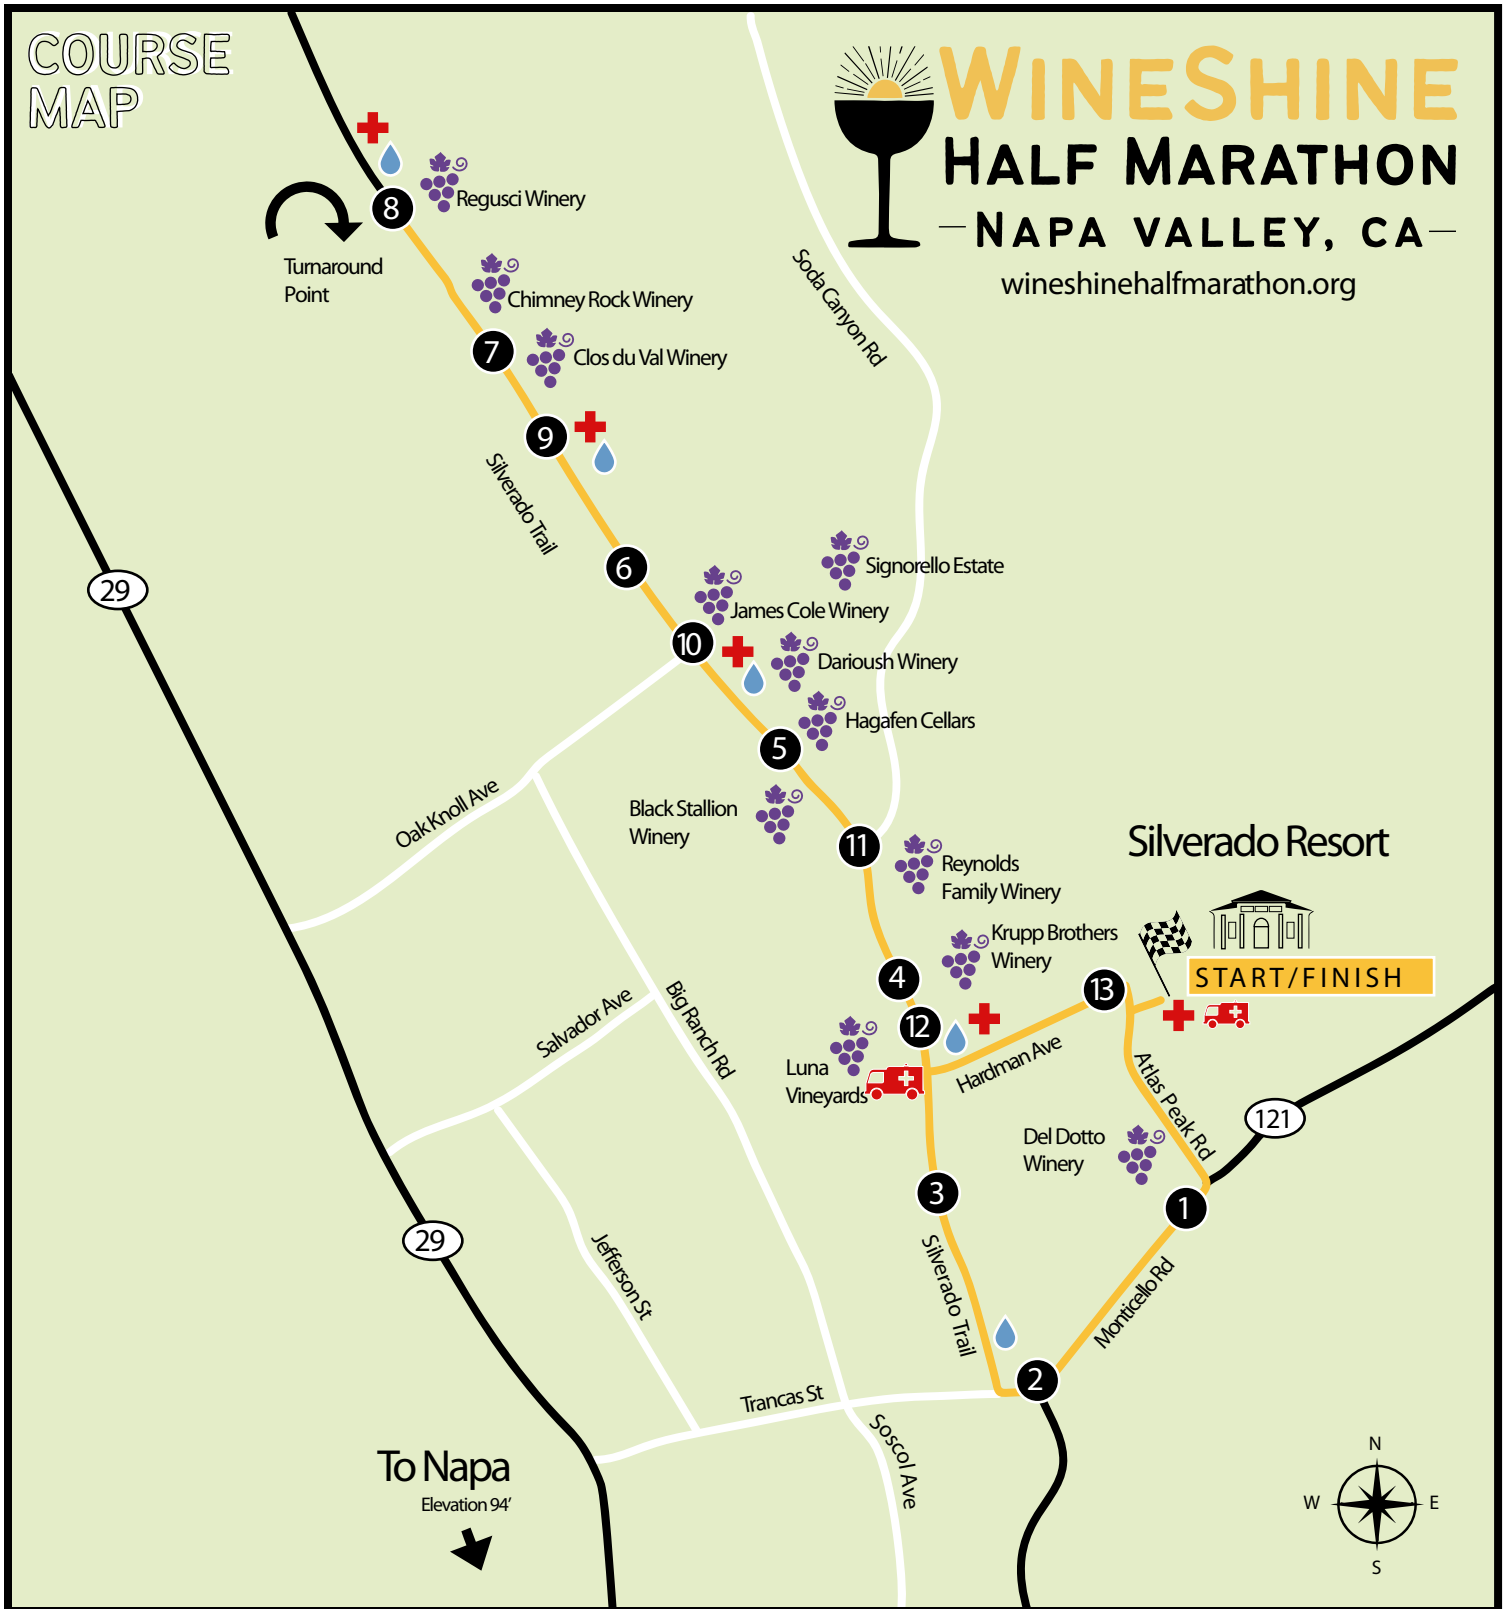 COURSE
MAP
WINESHINE
HALF MARATHON
NAPA VALLEY, CA
wineshinehalfmarathon.org
8
Regusci Winery
Turnaround
Point
Chimney Rock Winery
7
Clos du Val Winery
9
Silverado Trail
Soda Canyon Rd
6
29
Signorello Estate
James Cole Winery
10
Darioush Winery
Hagafen Cellars
5
Oak Knoll Ave
Black Stallion
Winery
11
Reynolds
Family Winery
Silverado Resort
Krupp Brothers
Winery
START/FINISH
4
13
12
Salvador Ave
Big Ranch Rd
Luna
Vineyards
Hardman Ave
Atlas Peak Rd
121
Del Dotto
Winery
3
1
29
Jefferson St
Silverado Trail
Monticello Rd
2
Trancas St
Soscol Ave
To Napa
Elevation 94'
N
W
E
S